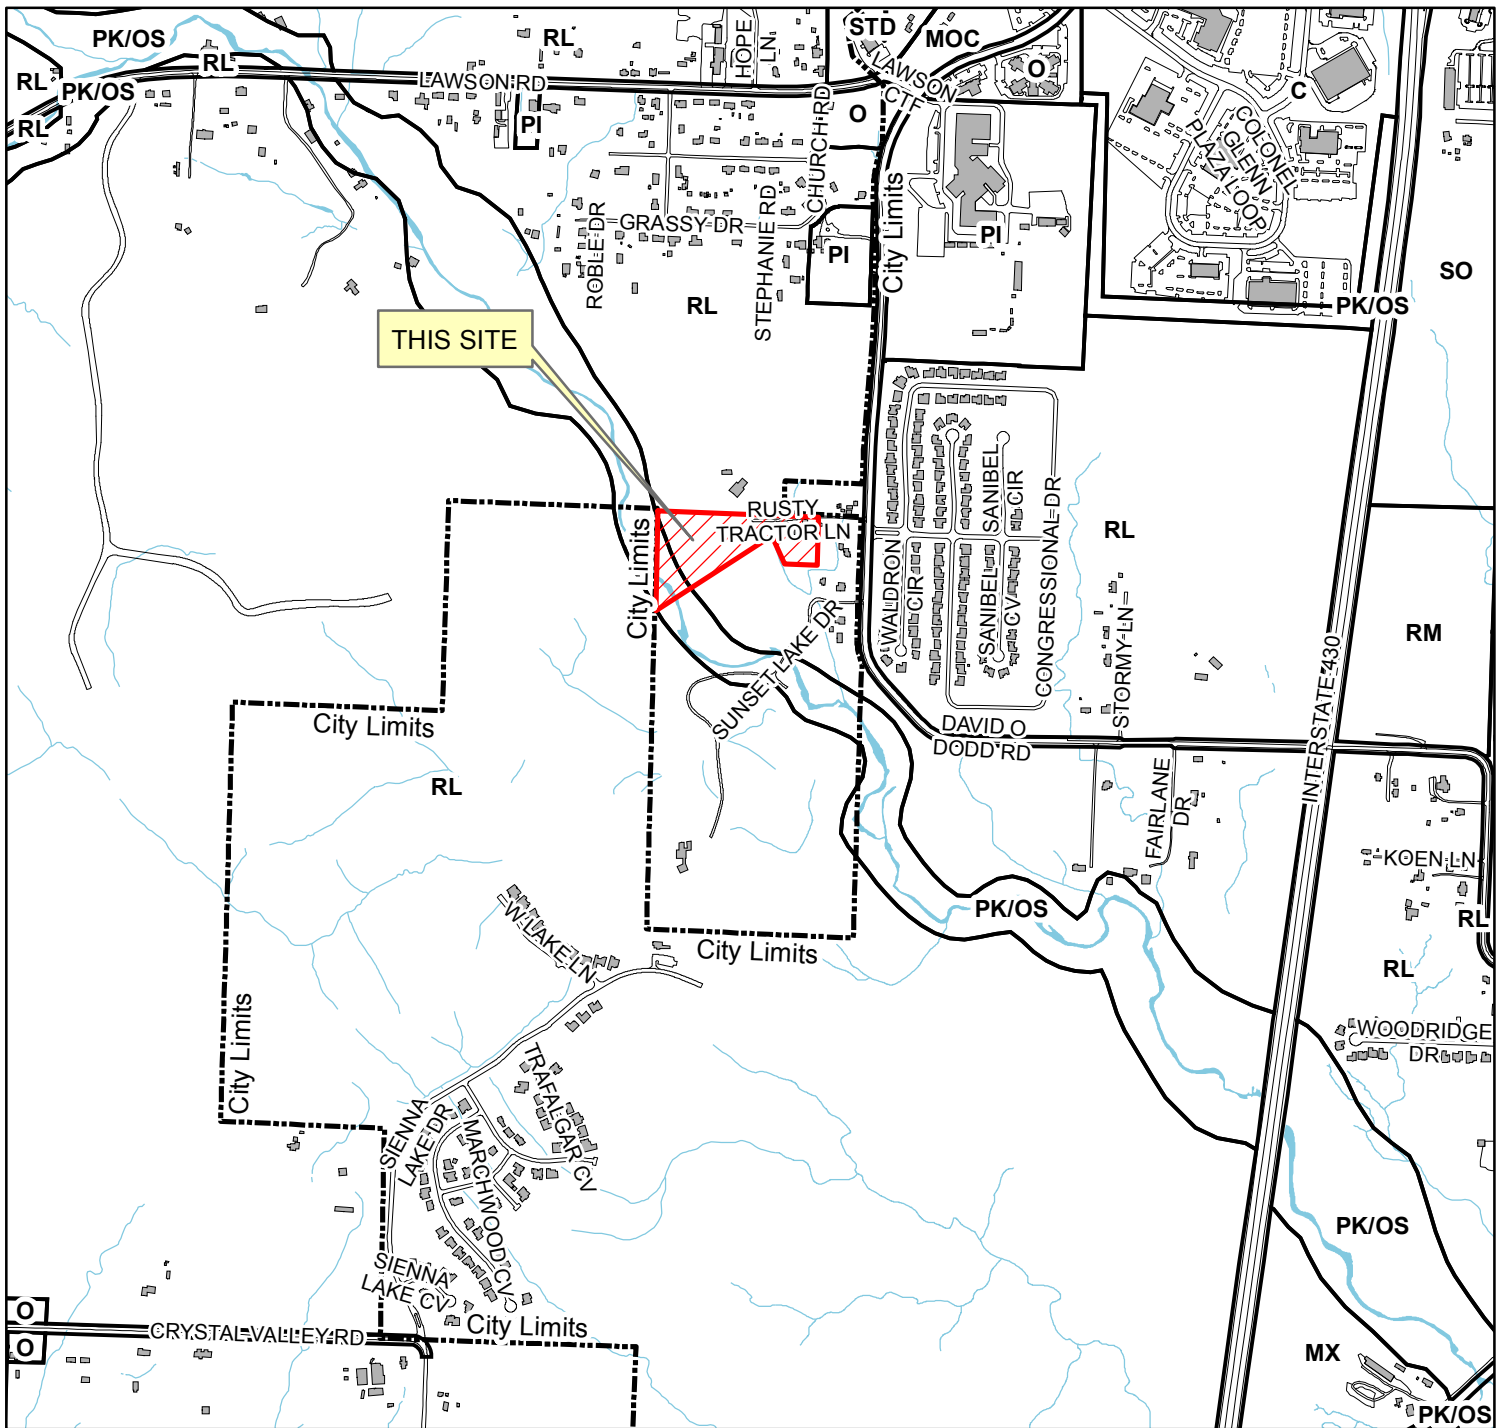 PK/OS
RL
STD
MOC
HOPE
LN
RL
RL
PK/OS
LAWSON RD
LAWSON
CTF
O
C
RL
PI
CHURCH RD
O
COLONEL
GLENN
PLAZA LOOP
City Limits
ROBLE DR
GRASSY DR
STEPHANIE RD
PI
PI
SO
RL
PK/OS
THIS SITE
RUSTY
TRACTOR LN
City Limits
WALDRON
CIR
SANIBEL
CIR
SANIBEL
CV
CONGRESSIONAL DR
RL
STORMY LN
RM
SUNSET LAKE DR
City Limits
DAVID O
DODD RD
INTERSTATE 430
RL
FAIRLANE
DR
KOEN LN
W LAKE LN
PK/OS
RL
City Limits
RL
City Limits
WOODRIDGE
DR
TRAFALGAR CV
SIENNA
LAKE DR
MARCHWOOD CV
PK/OS
SIENNA
LAKE CV
O
City Limits
CRYSTAL VALLEY RD
O
MX
PK/OS